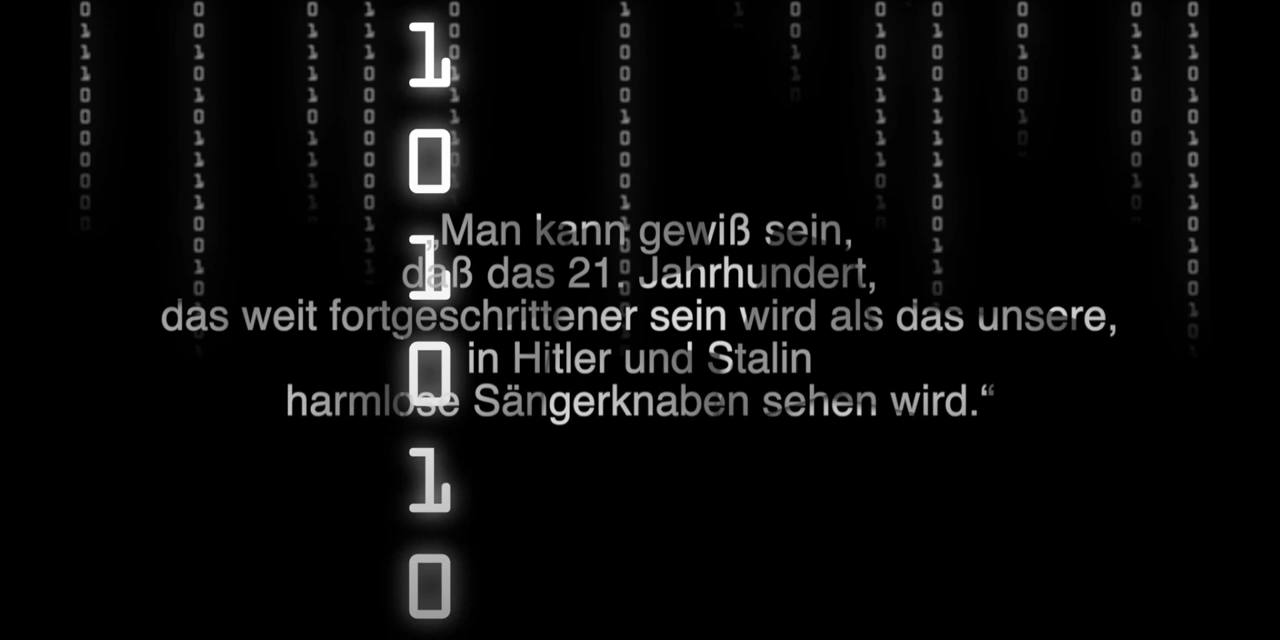 „Man kann gewiß sein,
daß das 21. Jahrhundert,
das weit fortgeschrittener sein wird als das unsere,
in Hitler und Stalin
harmlose Sängerknaben sehen wird.“
1
0
1
0
1
0